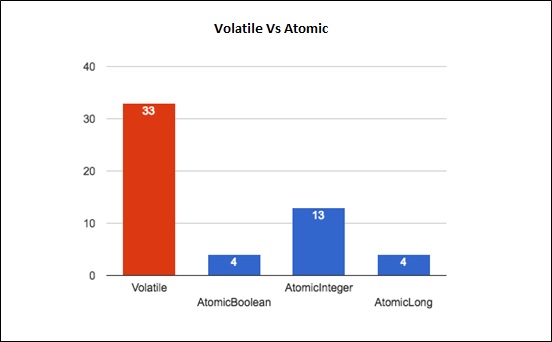 Volatile Vs Atomic
40
30
20
10
0
33
4
13
4
Volatile
AtomicBoolean
AtomicInteger
AtomicLong